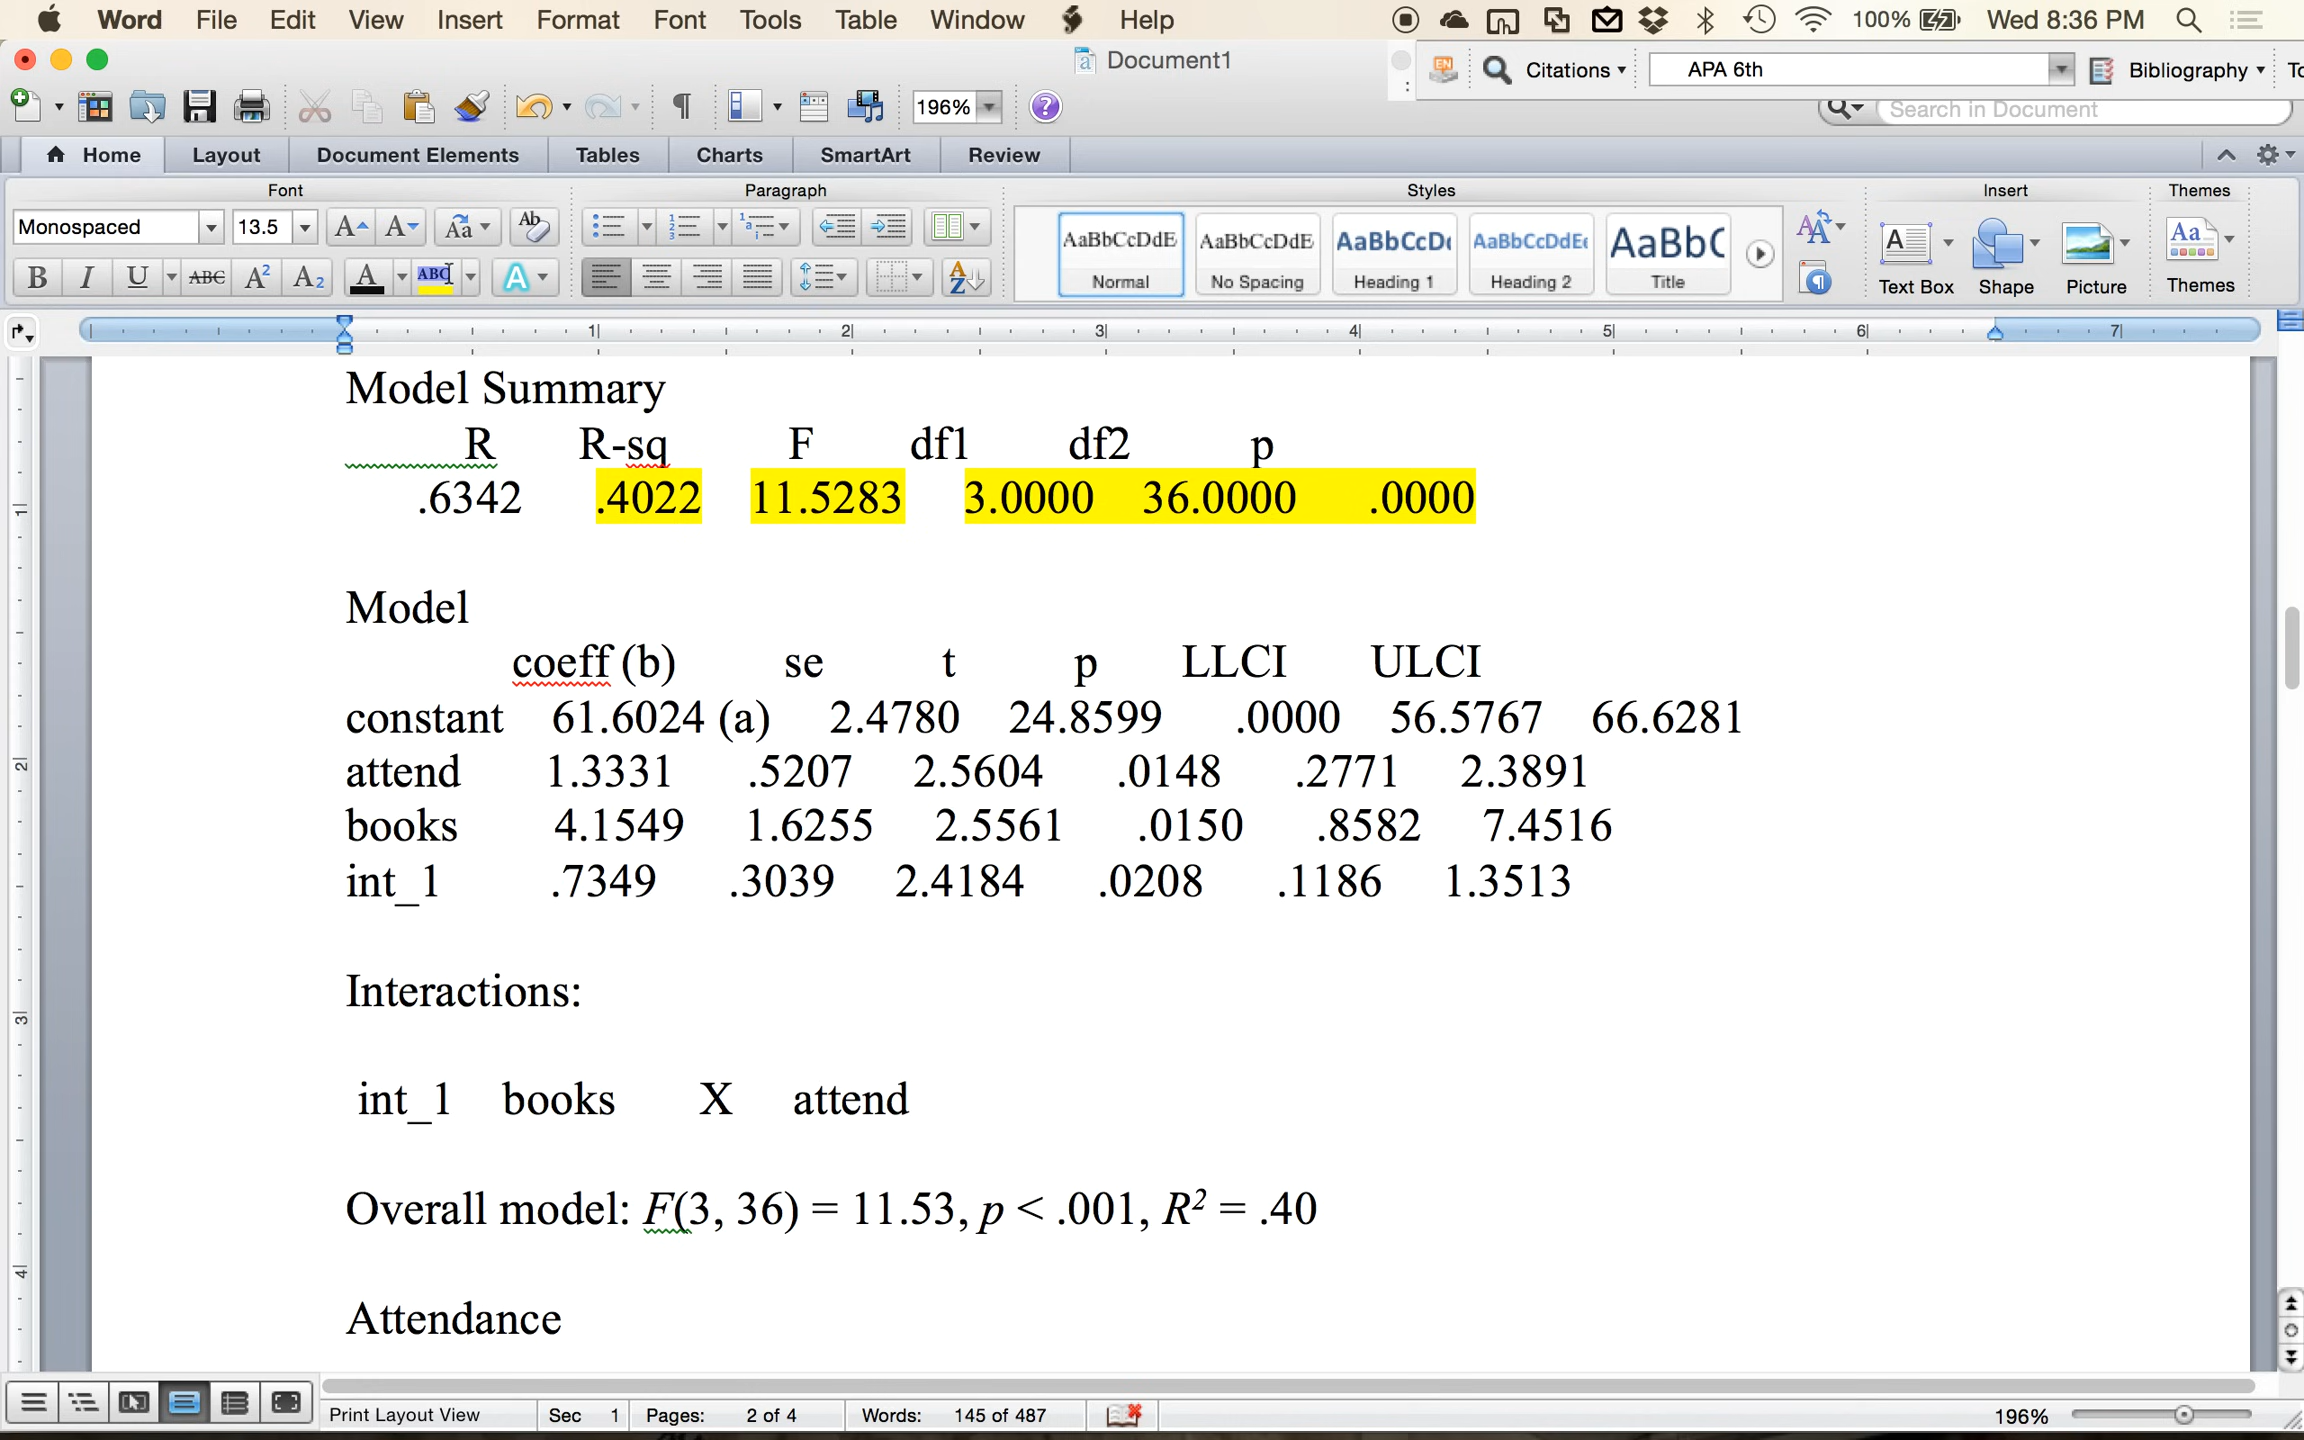 Word File Edit View Insert Format Font Tools Table Window Help 100% Wed 8:36 PM
Document1
Citations APA 6th Bibliography
196% Search in Document
Home Layout Document Elements Tables Charts SmartArt Review
Font Paragraph Styles Insert Themes
Monospaced 13.5
AaBbCcDdE AaBbCcDdE AaBbCcD AaBbCcDdE AaBbC
Normal No Spacing Heading 1 Heading 2 Title Text Box Shape Picture Themes
1 2 3 4 5 6 7
Model Summary
R R-sq F df1 df2 p
.6342 .4022 11.5283 3.0000 36.0000 .0000
Model
coeff (b) se t p LLCI ULCI
constant 61.6024 (a) 2.4780 24.8599 .0000 56.5767 66.6281
attend 1.3331 .5207 2.5604 .0148 .2771 2.3891
books 4.1549 1.6255 2.5561 .0150 .8582 7.4516
int_1 .7349 .3039 2.4184 .0208 .1186 1.3513
Interactions:
int_1 books X attend
Overall model: F(3, 36) = 11.53, p < .001, R² = .40
Attendance
Print Layout View Sec 1 Pages: 2 of 4 Words: 145 of 487 196%